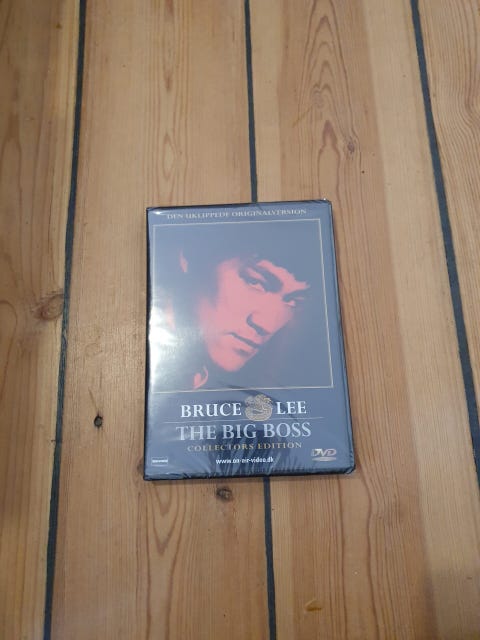 DEN UKLIPPEDE ORIGINALVERSION
BRUCE LEE
THE BIG BOSS
COLLECTORS EDITION
www.on-air-video.dk
DVD